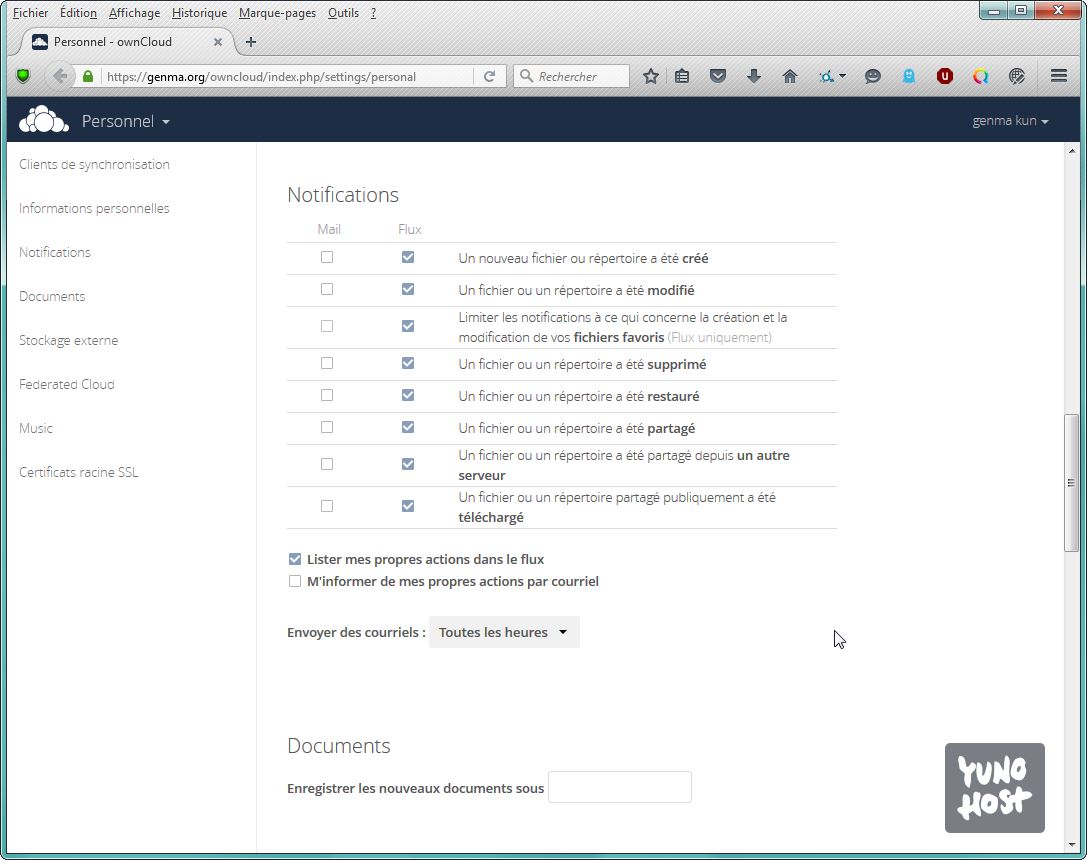 Fichier Édition Affichage Historique Marque-pages Outils ?
Personnel - ownCloud
https://genma.org/owncloud/index.php/settings/personal
Rechercher
Personnel
genma kun
Clients de synchronisation
Informations personnelles
Notifications
Documents
Stockage externe
Federated Cloud
Music
Certificats racine SSL
Notifications
Mail Flux
Un nouveau fichier ou répertoire a été créé
Un fichier ou un répertoire a été modifié
Limiter les notifications à ce qui concerne la création et la
modification de vos fichiers favoris (Flux uniquement)
Un fichier ou un répertoire a été supprimé
Un fichier ou un répertoire a été restauré
Un fichier ou un répertoire a été partagé
Un fichier ou un répertoire a été partagé depuis un autre
serveur
Un fichier ou un répertoire partagé publiquement a été
téléchargé
Lister mes propres actions dans le flux
M'informer de mes propres actions par courriel
Envoyer des courriels : Toutes les heures
Documents
Enregistrer les nouveaux documents sous
YUNO
HOST